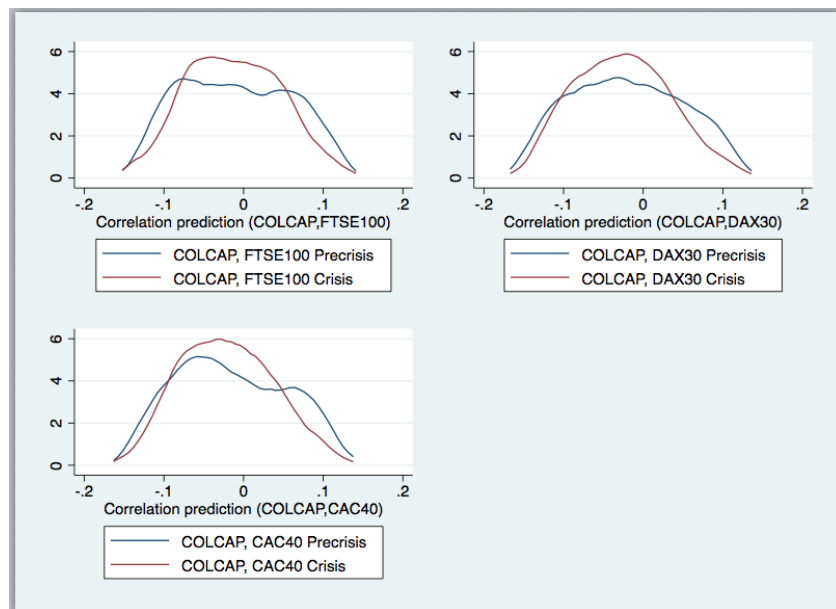 6
4
2
0
-.2 -.1 0 .1 .2
Correlation prediction (COLCAP,FTSE100)
COLCAP, FTSE100 Precrisis
COLCAP, FTSE100 Crisis
6
4
2
0
-.2 -.1 0 .1 .2
Correlation prediction (COLCAP,DAX30)
COLCAP, DAX30 Precrisis
COLCAP, DAX30 Crisis
6
4
2
0
-.2 -.1 0 .1 .2
Correlation prediction (COLCAP,CAC40)
COLCAP, CAC40 Precrisis
COLCAP, CAC40 Crisis